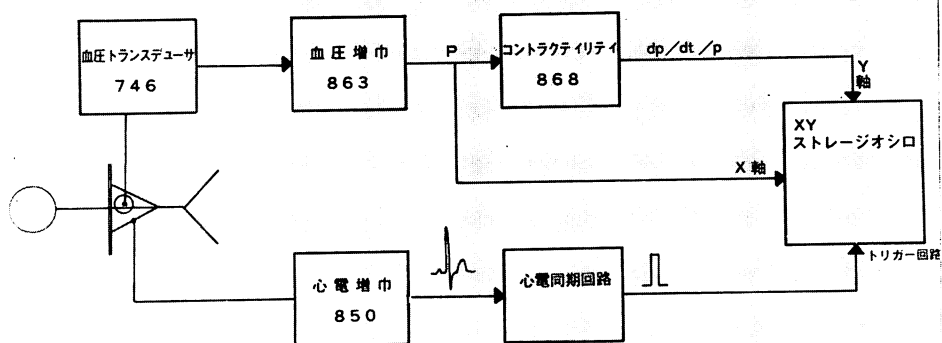 血圧トランスデューサ
746
血圧増巾
863
P
コントラクティリティ
868
dp/dt/p
Y軸
XY
ストレージオシロ
X軸
心電増巾
850
心電同期回路
トリガー回路